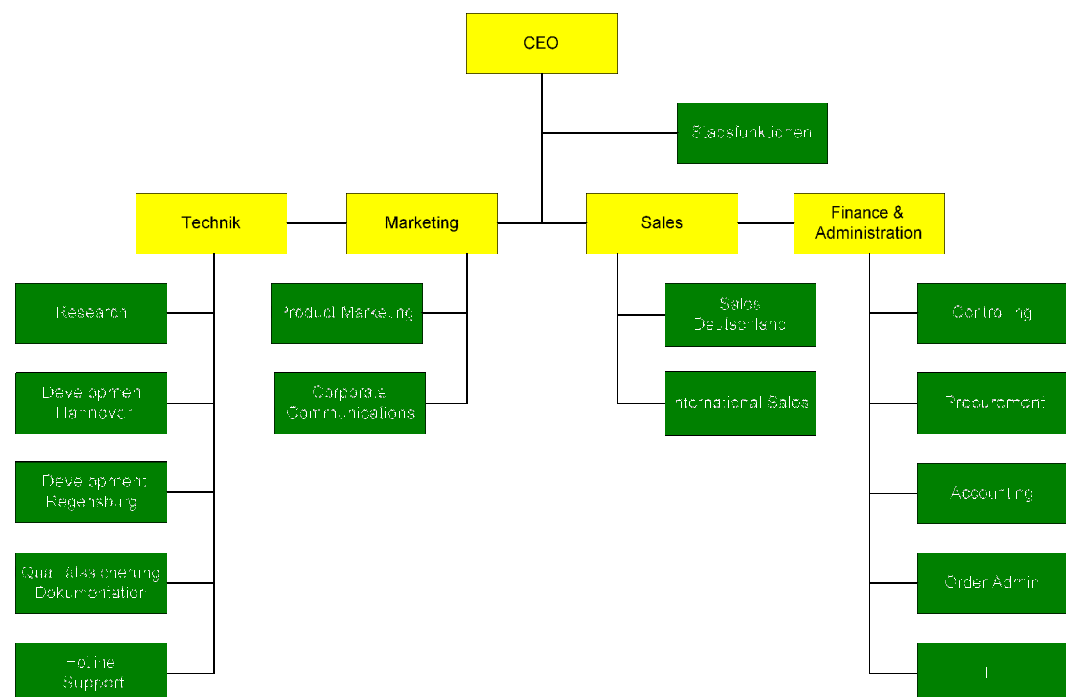 CEO
Stabsfunktionen
Technik
Marketing
Sales
Finance &
Administration
Research
Product Marketing
Sales
Deutschland
Controlling
Development
Hannover
Corporate
Communications
International Sales
Procurement
Development
Regensburg
Accounting
Qualitätssicherung
Dokumentation
Order Admin
Hotline
Support